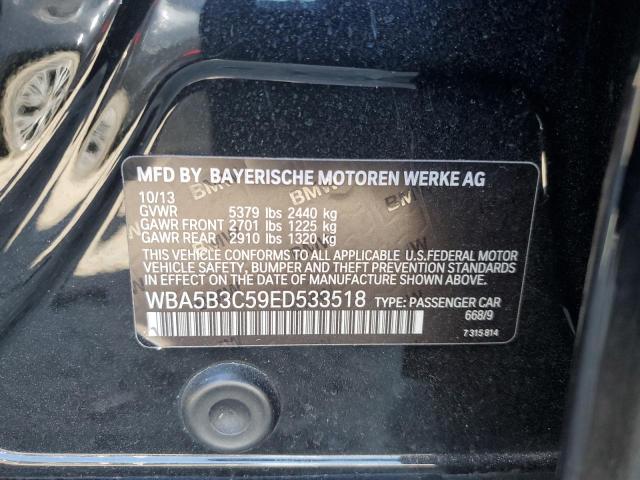 MFD BY BAYERISCHE MOTOREN WERKE AG
10/13
GVWR 5379 lbs 2440 kg
GAWR FRONT 2701 lbs 1225 kg
GAWR REAR 2910 lbs 1320 kg
THIS VEHICLE CONFORMS TO ALL APPLICABLE U.S.FEDERAL MOTOR
VEHICLE SAFETY, BUMPER AND THEFT PREVENTION STANDARDS
IN EFFECT ON THE DATE OF MANUFACTURE SHOWN ABOVE.
WBA5B3C59ED533518 TYPE: PASSENGER CAR
668/9
7 315 814
BMW
BMW